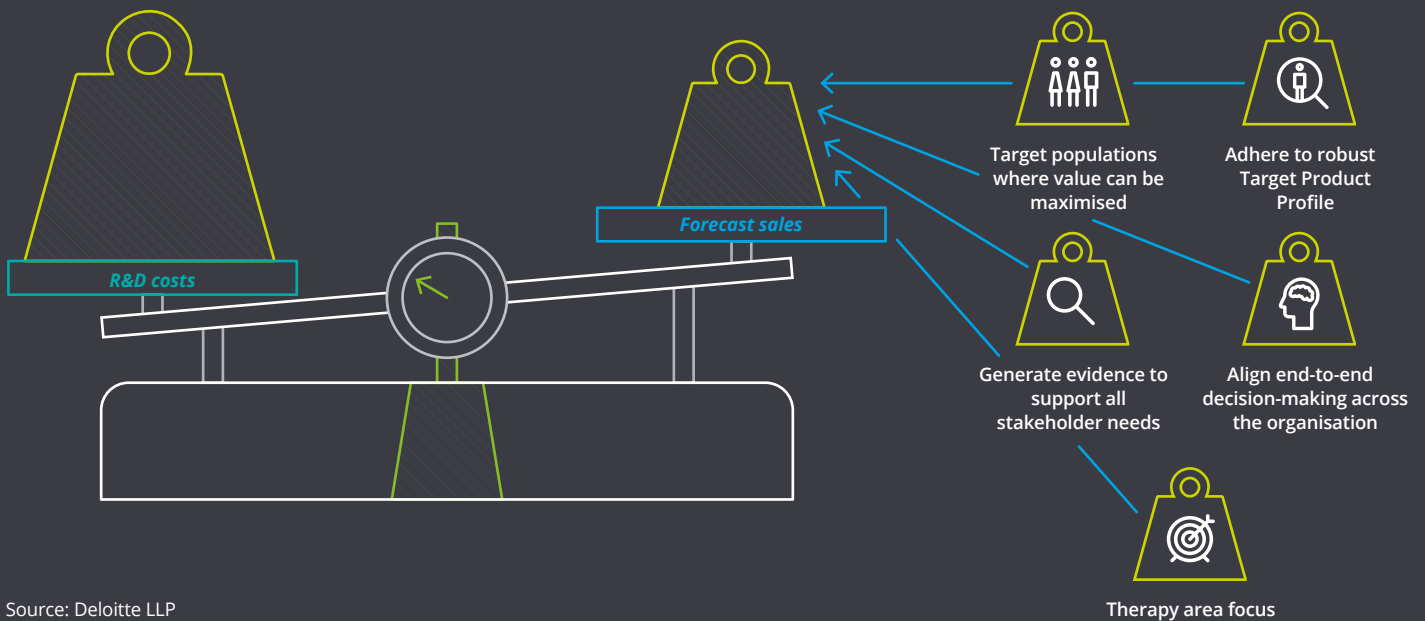 Target populations
where value can be
maximised
Adhere to robust
Target Product
Profile
Forecast sales
R&D costs
Generate evidence to
support all
stakeholder needs
Align end-to-end
decision-making across
the organisation
Therapy area focus
Source: Deloitte LLP